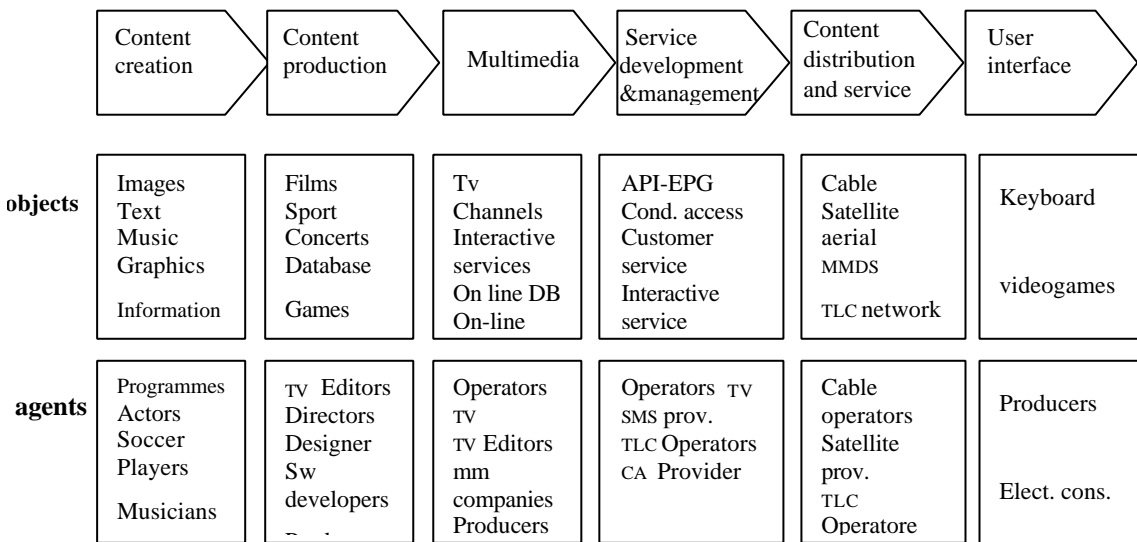 Content
creation
Content
production
Multimedia
Service
development
&management
Content
distribution
and service
User
interface
objects
Images
Text
Music
Graphics
Information
Films
Sport
Concerts
Database
Games
Tv
Channels
Interactive
services
On line DB
On-line
API-EPG
Cond. access
Customer
service
Interactive
service
Cable
Satellite
aerial
MMDS
TLC network
Keyboard
videogames
agents
Programmes
Actors
Soccer
Players
Musicians
TV Editors
Directors
Designer
Sw
developers
Operators
TV
TV Editors
mm
companies
Producers
Operators TV
SMS prov.
TLC Operators
CA Provider
Cable
operators
Satellite
prov.
TLC
Operatore
Producers
Elect. cons.